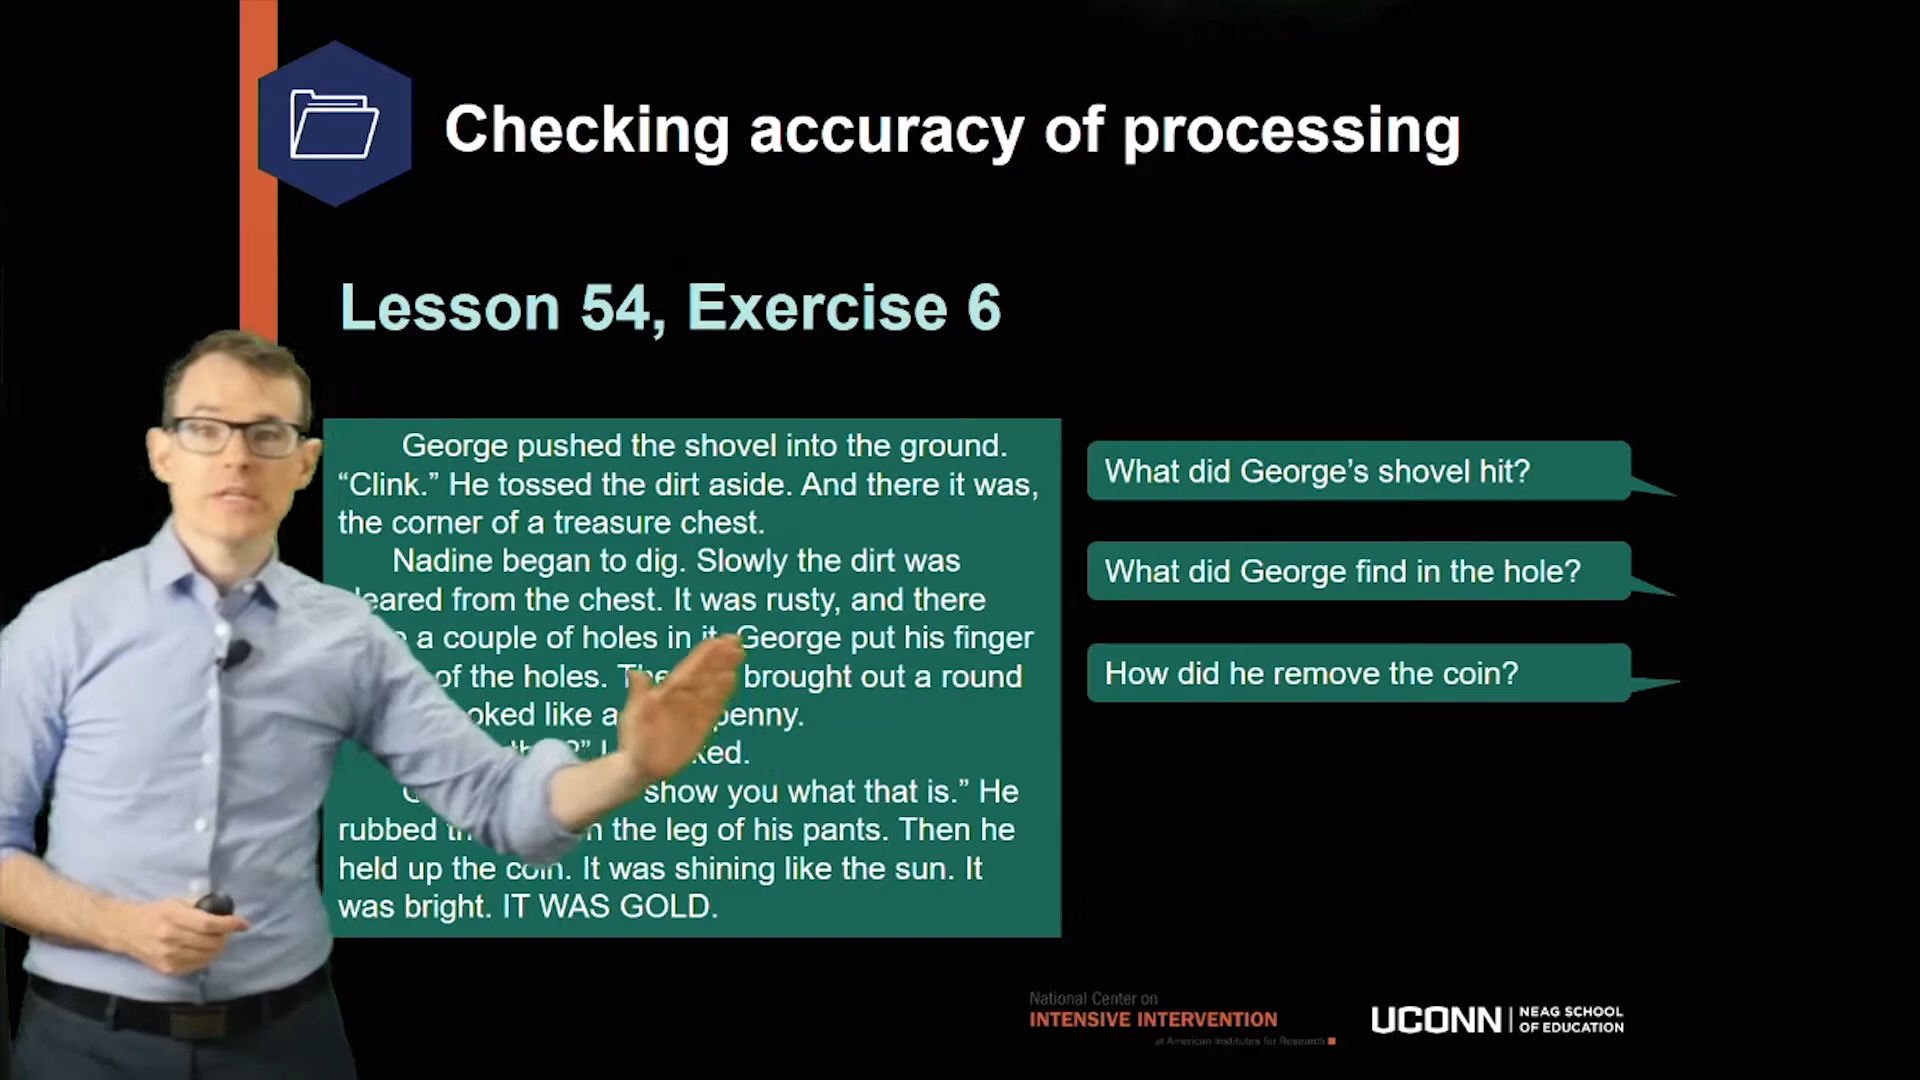 Checking accuracy of processing
Lesson 54, Exercise 6
George pushed the shovel into the ground.
“Clink.” He tossed the dirt aside. And there it was,
the corner of a treasure chest.
Nadine began to dig. Slowly the dirt was
from the chest. It was rusty, and there
a couple of holes in it. George put his finger
of the holes. brought out a round
like a penny.
show you what that is.” He
rubbed the leg of his pants. Then he
held up the coin. It was shining like the sun. It
was bright. IT WAS GOLD.
What did George’s shovel hit?
What did George find in the hole?
How did he remove the coin?
National Center on
INTENSIVE INTERVENTION
at American Institutes for Research
UCONN
NEAG SCHOOL
OF EDUCATION